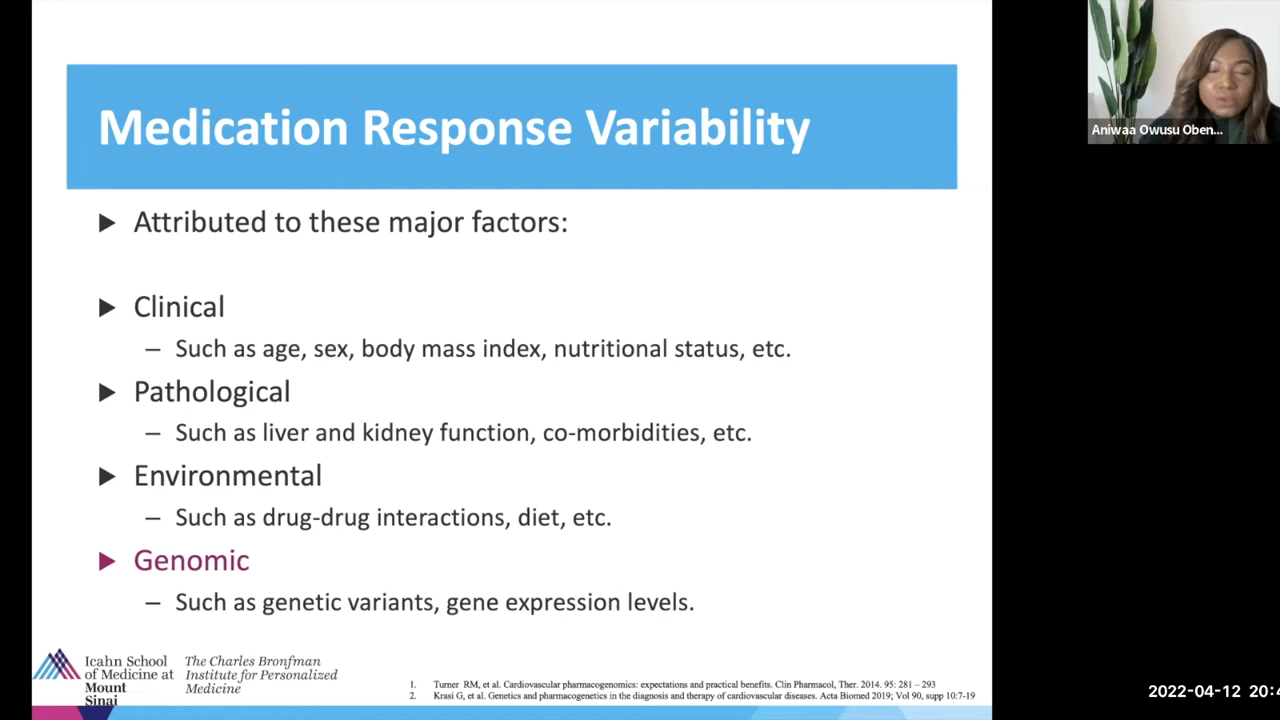 Medication Response Variability
Attributed to these major factors:
Clinical
– Such as age, sex, body mass index, nutritional status, etc.
Pathological
– Such as liver and kidney function, co-morbidities, etc.
Environmental
– Such as drug-drug interactions, diet, etc.
Genomic
– Such as genetic variants, gene expression levels.
Icahn School
of Medicine at
Mount
Sinai
The Charles Bronfman
Institute for Personalized
Medicine
1. Turner RM, et al. Cardiovascular pharmacogenomics: expectations and practical benefits. Clin Pharmacol, Ther. 2014. 95: 281 – 293
2. Krasi G, et al. Genetics and pharmacogenetics in the diagnosis and therapy of cardiovascular diseases. Acta Biomed 2019; Vol 90, supp 10:7-19
Aniwaa Owusu Oben...
2022-04-12 20:4